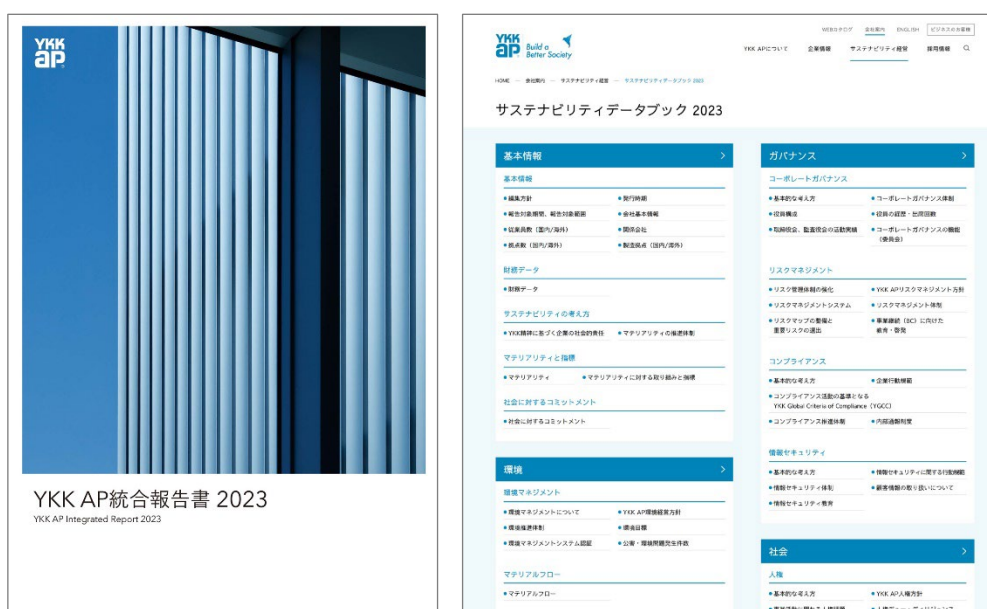 YKK
ap
YKK AP統合報告書 2023
YKK AP Integrated Report 2023
YKK
ap
Build a
Better Society
WEBカタログ
会社案内
ENGLISH
ビジネスのお客様
YKK APについて
企業情報
サステナビリティ経営
採用情報
HOME — 会社案内 — サステナビリティ経営 — サステナビリティデータブック 2023
サステナビリティデータブック 2023
基本情報
基本情報
編集方針
発行時期
報告対象期間、報告対象範囲
会社基本情報
従業員数（国内/海外）
関係会社
拠点数（国内/海外）
製造拠点（国内/海外）
財務データ
財務データ
サステナビリティの考え方
YKK精神に基づく企業の社会的責任
マテリアリティの推進体制
マテリアリティと指標
マテリアリティ
マテリアリティに対する取り組みと指標
社会に対するコミットメント
社会に対するコミットメント
環境
環境マネジメント
環境マネジメントについて
YKK AP環境経営方針
環境推進体制
環境目標
環境マネジメントシステム認証
公害・環境問題発生件数
マテリアルフロー
マテリアルフロー
ガバナンス
コーポレートガバナンス
基本的な考え方
コーポレートガバナンス体制
役員構成
役員の経歴・出席回数
取締役会、監査役会の活動実績
コーポレートガバナンスの機能
（委員会）
リスクマネジメント
リスク管理体制の強化
YKK APリスクマネジメント方針
リスクマネジメントシステム
リスクマネジメント体制
リスクマップの整備と
重要リスクの選出
事業継続（BC）に向けた
教育・啓発
コンプライアンス
基本的な考え方
企業行動規範
コンプライアンス活動の基準となる
YKK Global Criteria of Compliance（YGCC）
コンプライアンス推進体制
内部通報制度
情報セキュリティ
基本的な考え方
情報セキュリティに関する行動規範
情報セキュリティ体制
顧客情報の取り扱いについて
情報セキュリティ教育
社会
人権
基本的な考え方
YKK AP人権方針